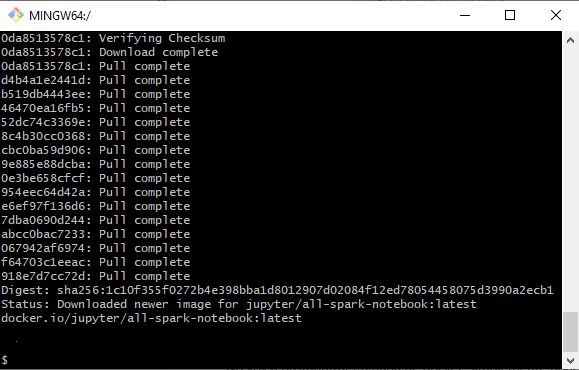 MINGW64:/
0da8513578c1: Verifying Checksum
0da8513578c1: Download complete
0da8513578c1: Pull complete
d4b4a1e2441d: Pull complete
b519db4443ee: Pull complete
46470ea16fb5: Pull complete
52dc74c3369e: Pull complete
8c4b30cc0368: Pull complete
cbc0ba59d906: Pull complete
9e885e88dcba: Pull complete
0e3be658cfcf: Pull complete
954eec64d42a: Pull complete
e6ef97f136d6: Pull complete
7dba0690d244: Pull complete
abcc0bac7233: Pull complete
067942af6974: Pull complete
f64703c1eeac: Pull complete
918e7d7cc72d: Pull complete
Digest: sha256:1c10f355f0272b4e398bba1d8012907d02084f12ed78054458075d3990a2ecb1
Status: Downloaded newer image for jupyter/all-spark-notebook:latest
docker.io/jupyter/all-spark-notebook:latest
$